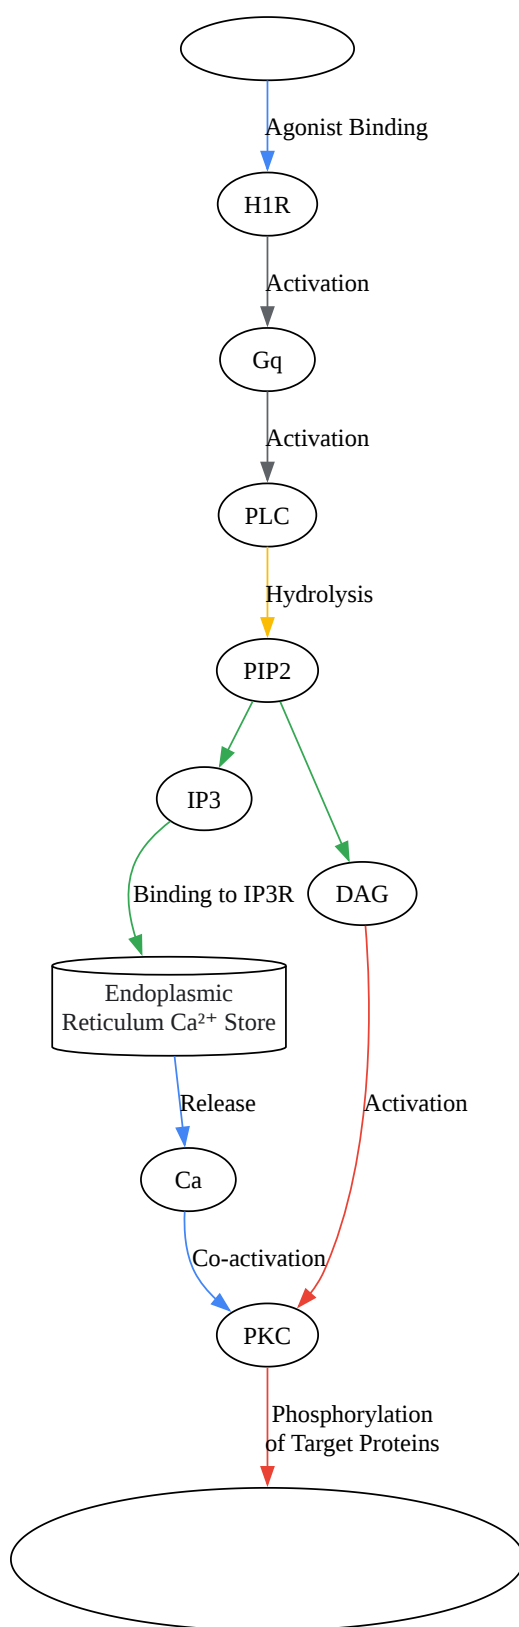 Agonist Binding
H1R
Activation
Gq
Activation
PLC
Hydrolysis
PIP2
IP3
Binding to IP3R
DAG
Endoplasmic
Reticulum Ca²⁺ Store
Release
Activation
Ca
Co-activation
PKC
Phosphorylation
of Target Proteins